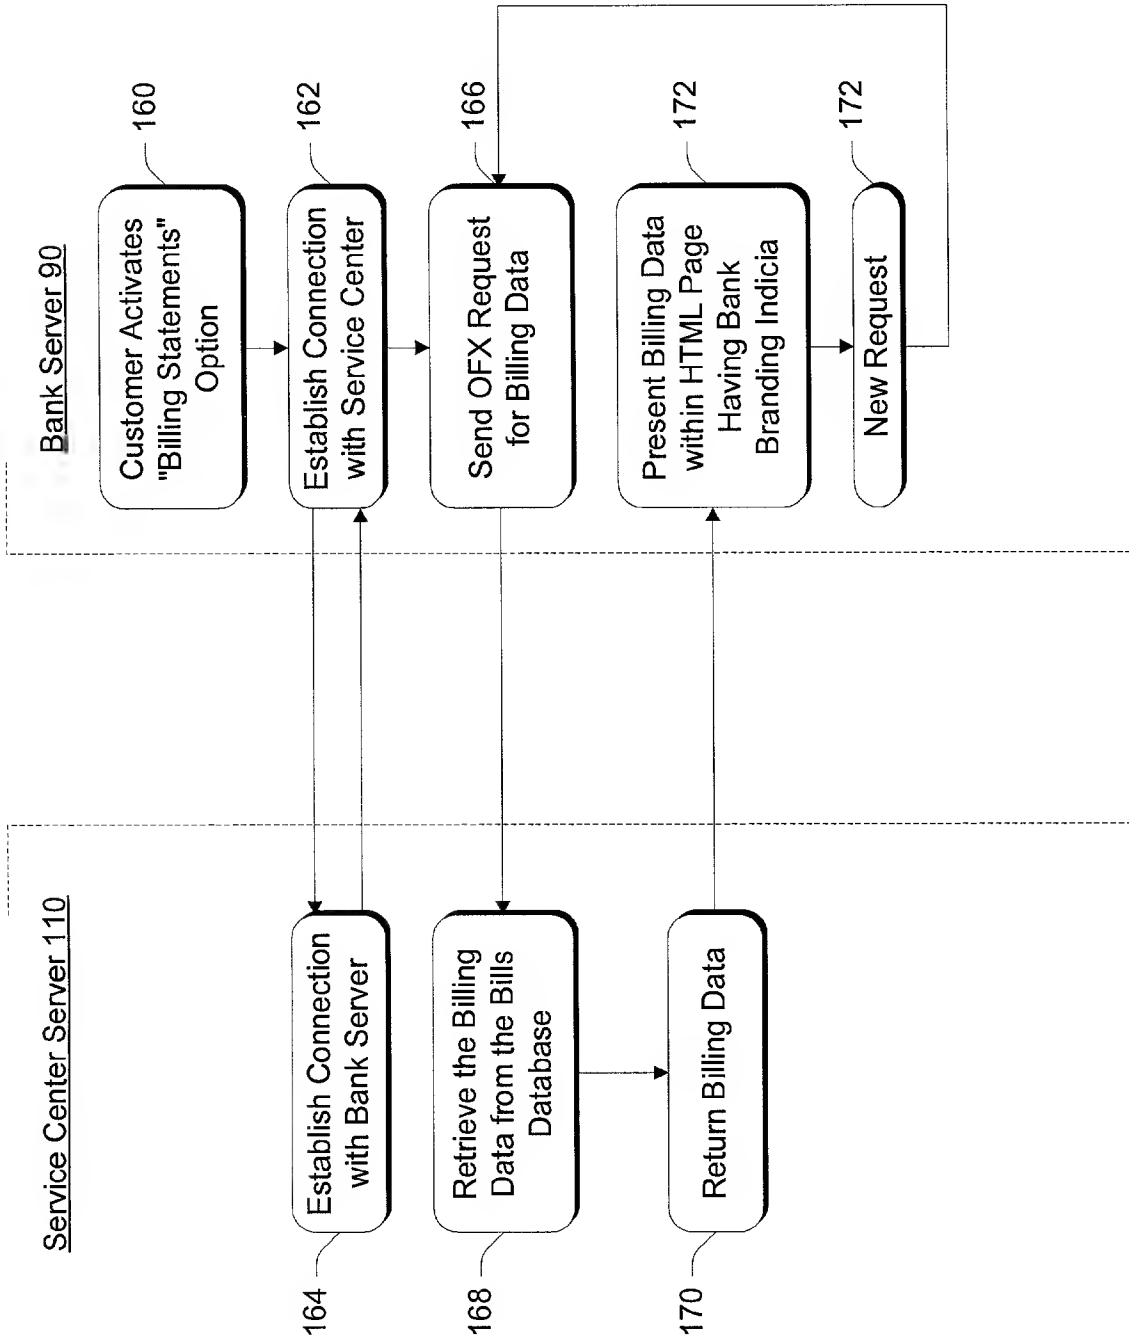 Service Center Server 110
Bank Server 90
160
Customer Activates
"Billing Statements"
Option
164
Establish Connection
with Bank Server
162
Establish Connection
with Service Center
168
Retrieve the Billing
Data from the Bills
Database
166
Send OFX Request
for Billing Data
170
Return Billing Data
172
Present Billing Data
within HTML Page
Having Bank
Branding Indicia
172
New Request